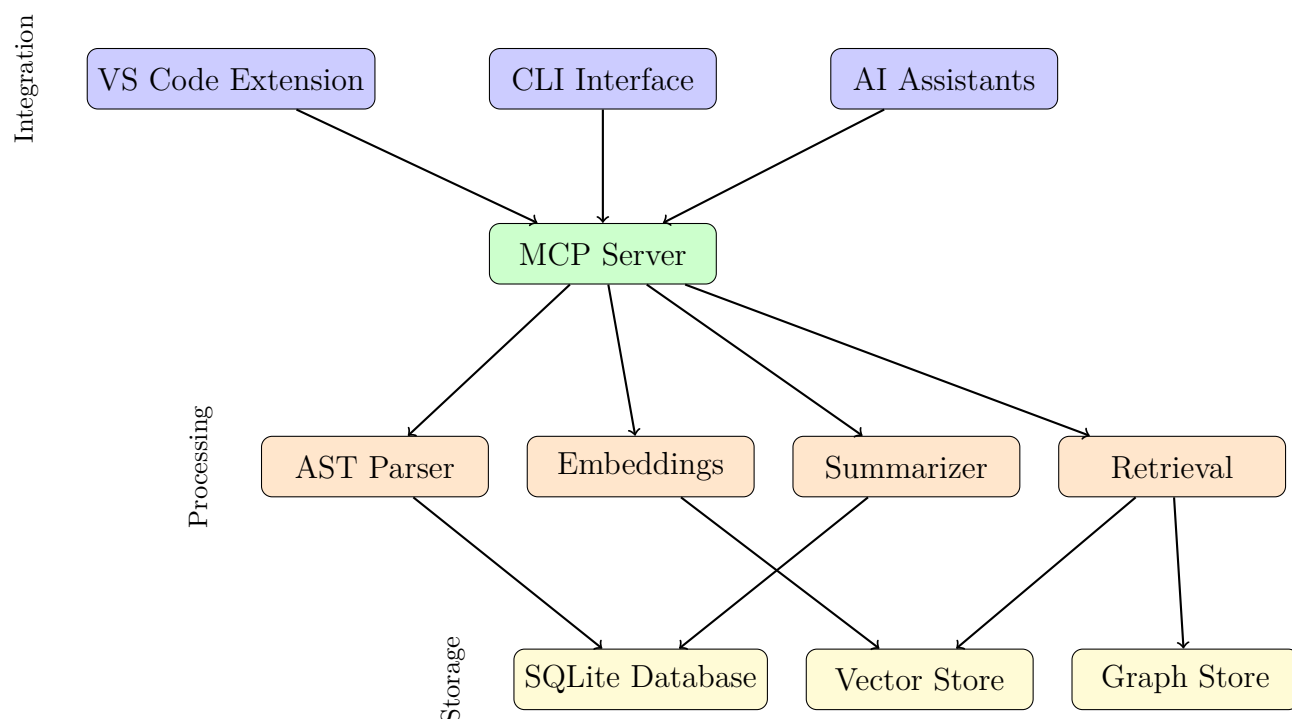 Integration
VS Code Extension
CLI Interface
AI Assistants
MCP Server
Processing
AST Parser
Embeddings
Summarizer
Retrieval
Storage
SQLite Database
Vector Store
Graph Store